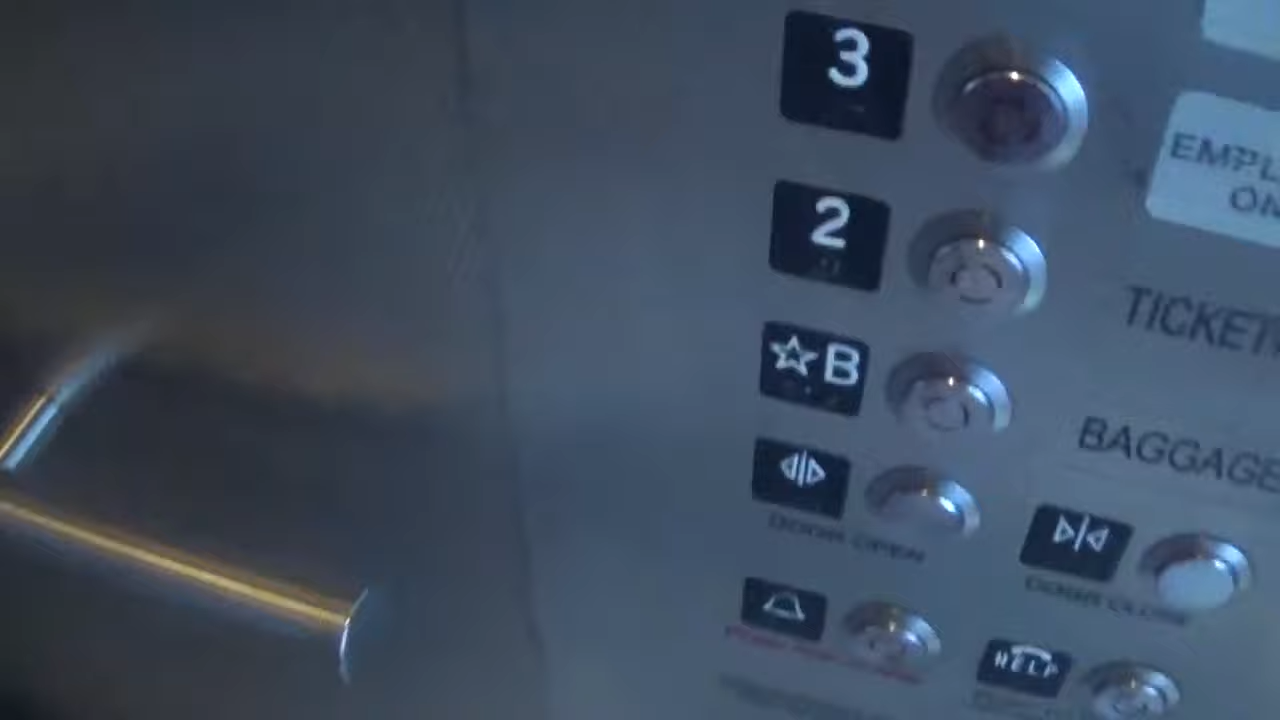 3
EMPL
ON
2
TICKET
☆B
BAGGAGE
DOOR OPEN
DOOR CLOSE
HELP